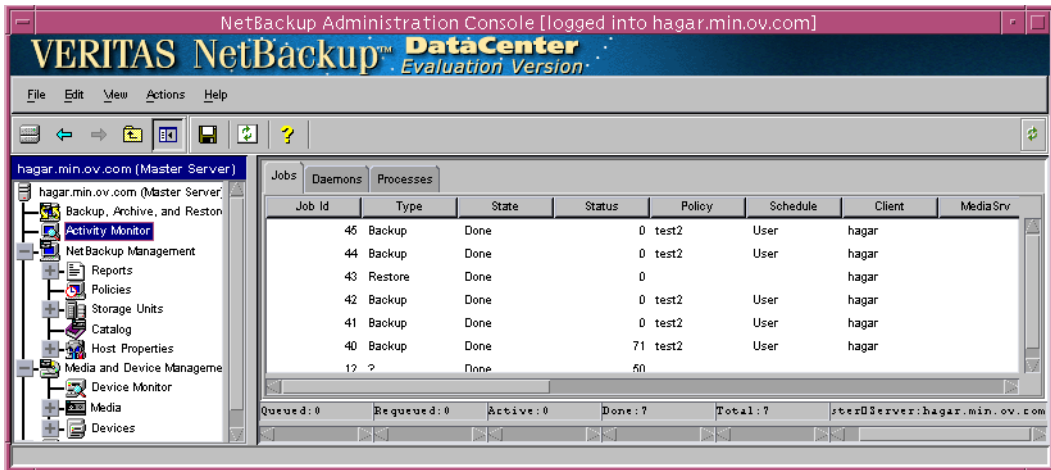 NetBackup Administration Console [logged into hagar.min.ov.com]
VERITAS NetBackup™ DataCenter
Evaluation Version
File Edit View Actions Help
hagar.min.ov.com (Master Server)
hagar.min.ov.com (Master Server)
Backup, Archive, and Restor
Activity Monitor
NetBackup Management
Reports
Policies
Storage Units
Catalog
Host Properties
Media and Device Manageme
Device Monitor
Media
Devices
Jobs Daemons Processes
Job Id Type State Status Policy Schedule Client MediaSrv
45 Backup Done 0 test2 User hagar
44 Backup Done 0 test2 User hagar
43 Restore Done 0 hagar
42 Backup Done 0 test2 User hagar
41 Backup Done 0 test2 User hagar
40 Backup Done 71 test2 User hagar
12 ? Done 50
Queued:0 Requeued:0 Active:0 Done:7 Total:7 ster▯Server:hagar.min.ov.com